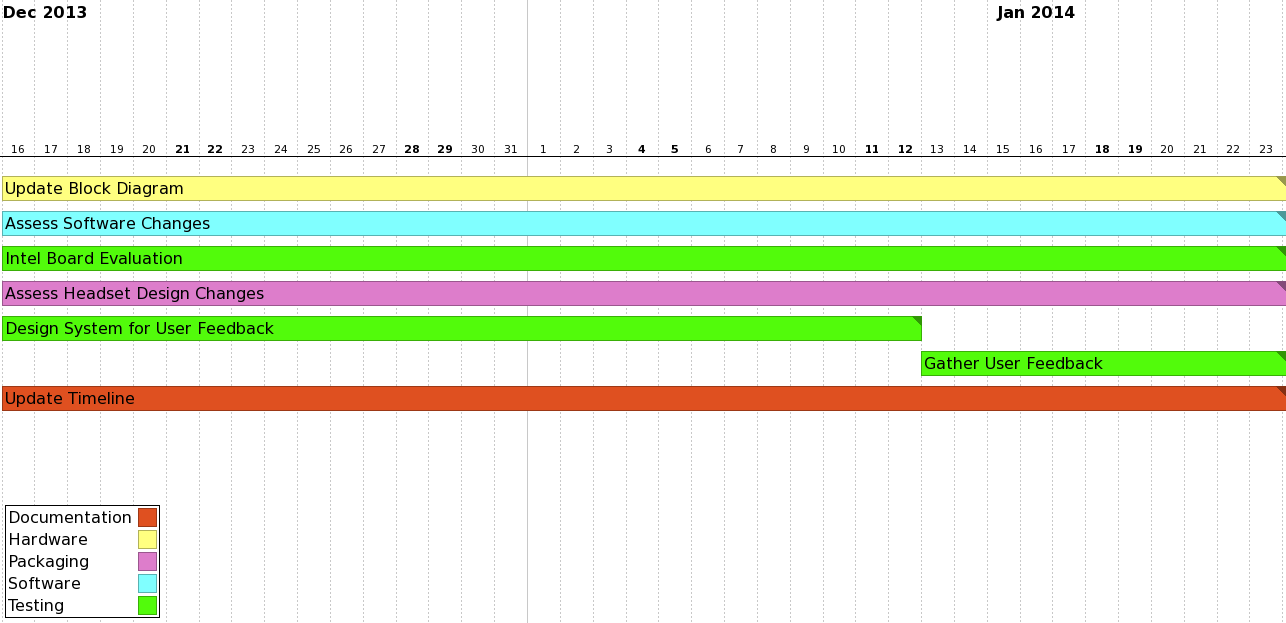 Dec 2013 Jan 2014
16 17 18 19 20 21 22 23 24 25 26 27 28 29 30 31 1 2 3 4 5 6 7 8 9 10 11 12 13 14 15 16 17 18 19 20 21 22 23
Update Block Diagram
Assess Software Changes
Intel Board Evaluation
Assess Headset Design Changes
Design System for User Feedback
Gather User Feedback
Update Timeline
Documentation
Hardware
Packaging
Software
Testing